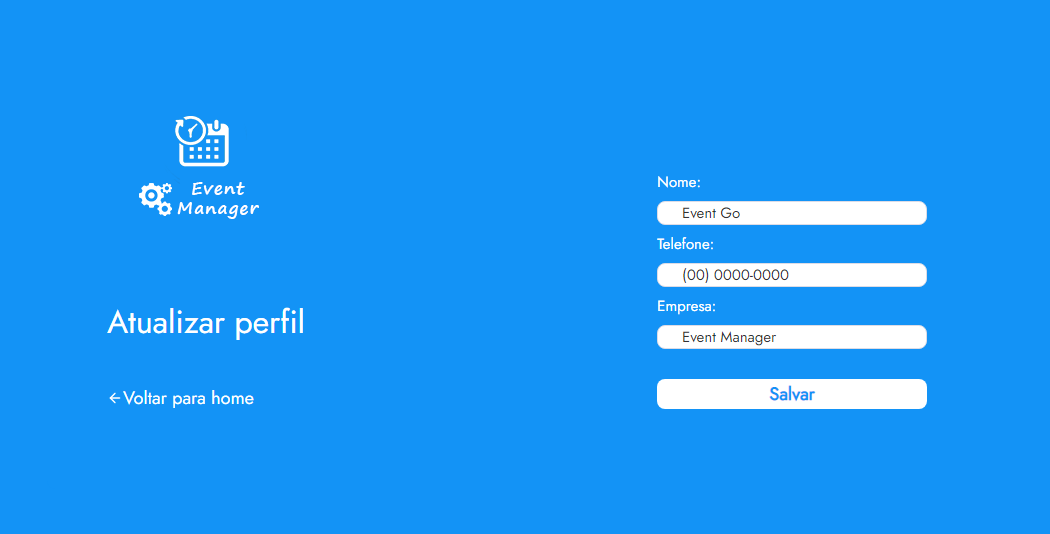 Event
Manager
Atualizar perfil
←Voltar para home
Nome:
Event Go
Telefone:
(00) 0000-0000
Empresa:
Event Manager
Salvar